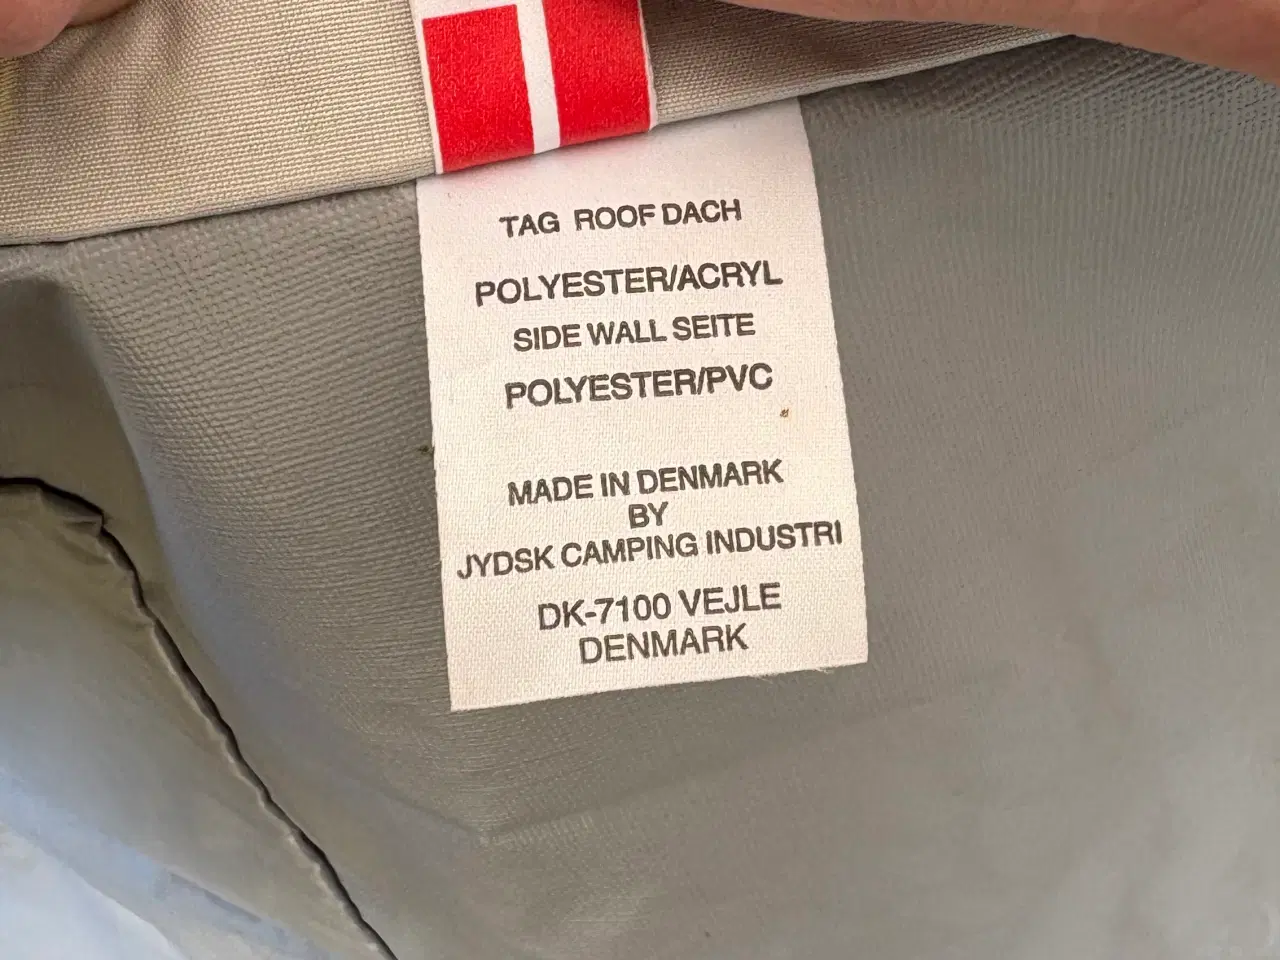 TAG ROOF DACH
POLYESTER/ACRYL
SIDE WALL SEITE
POLYESTER/PVC
MADE IN DENMARK
BY
JYDSK CAMPING INDUSTRI
DK-7100 VEJLE
DENMARK